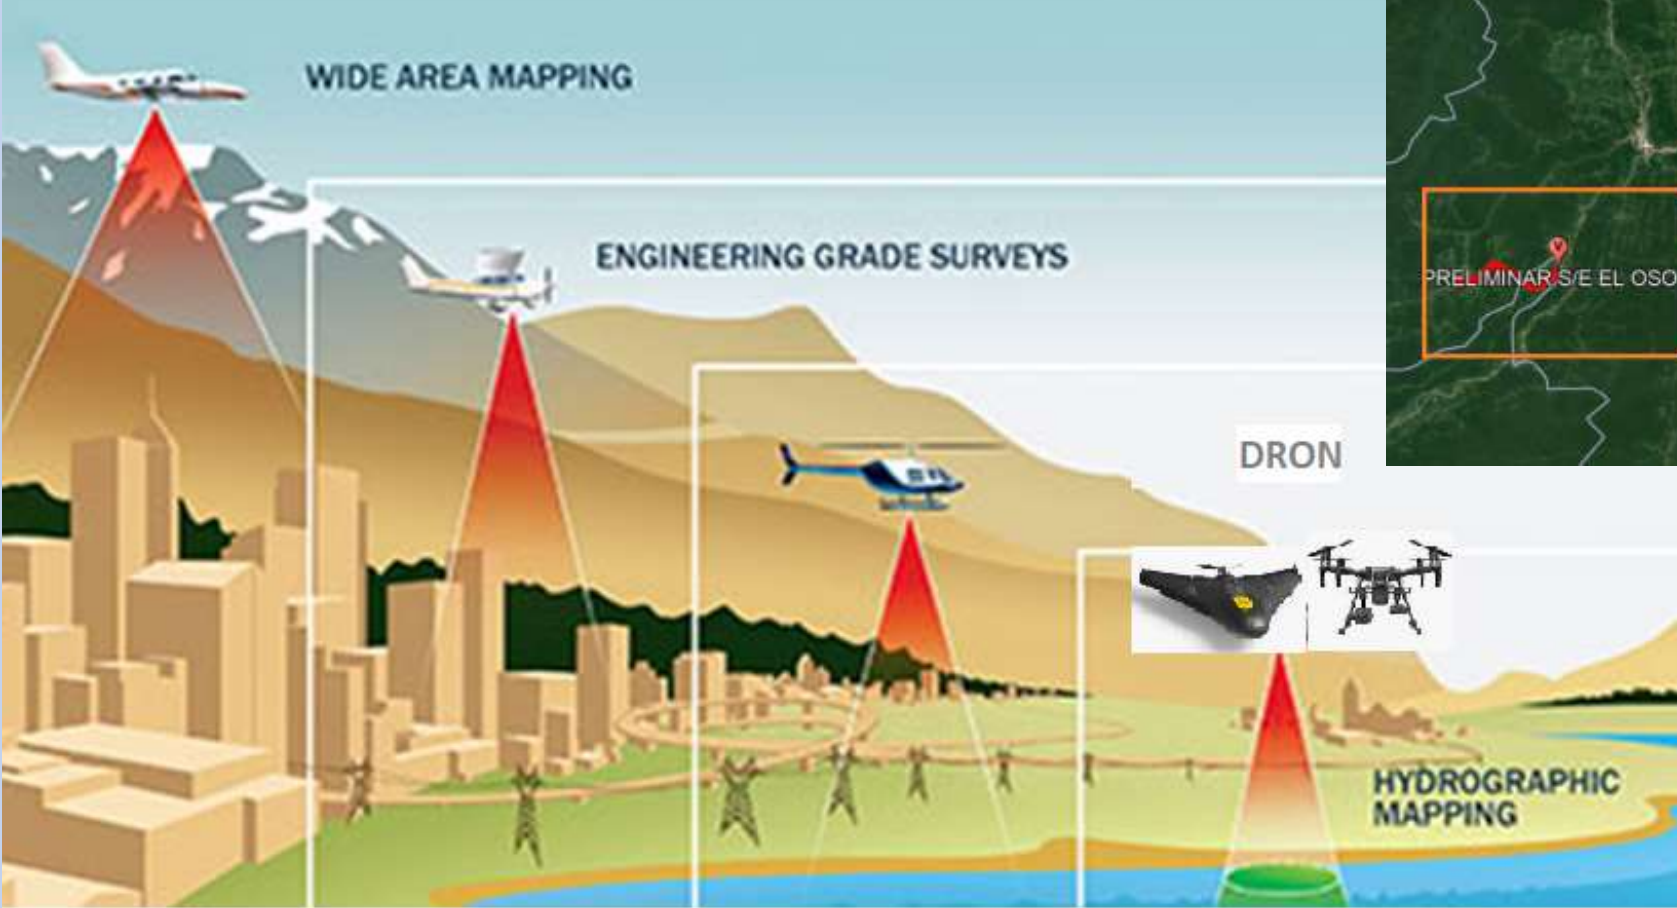 WIDE AREA MAPPING
ENGINEERING GRADE SURVEYS
PRELIMINAR S/E EL OSO
DRON
HYDROGRAPHIC
MAPPING